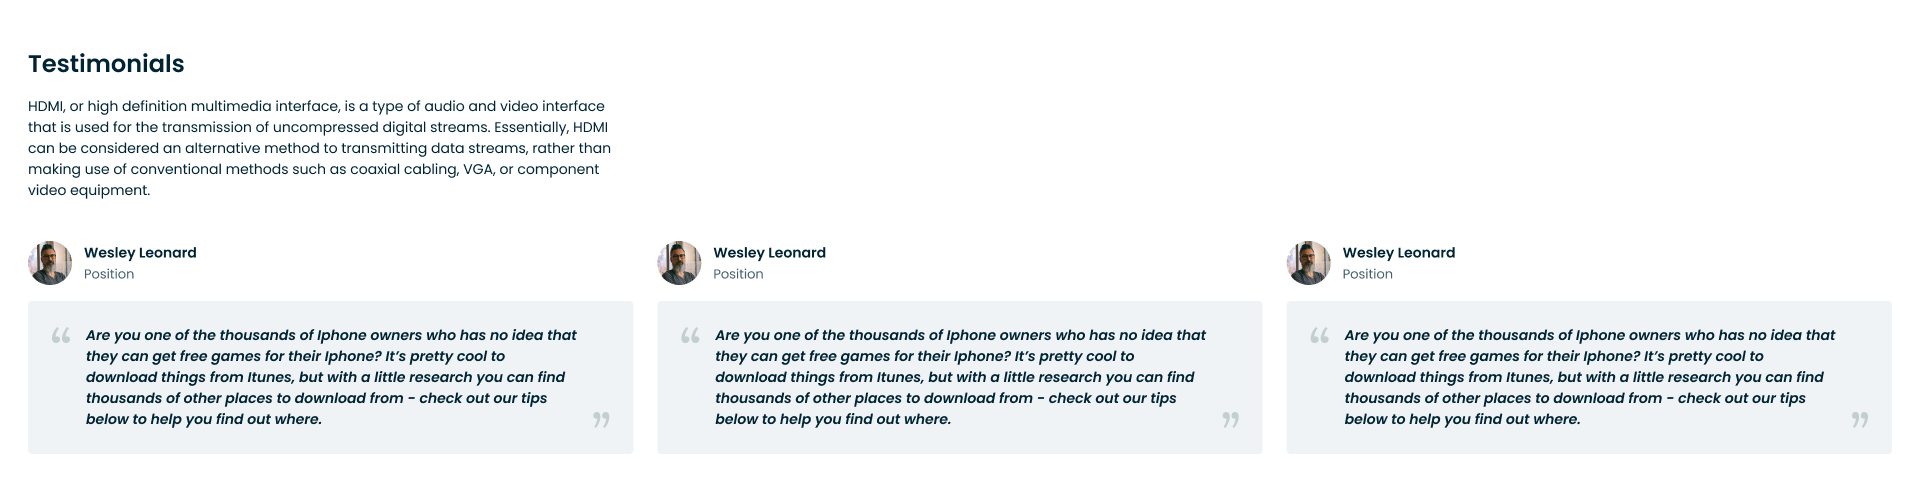 Testimonials
HDMI, or high definition multimedia interface, is a type of audio and video interface
that is used for the transmission of uncompressed digital streams. Essentially, HDMI
can be considered an alternative method to transmitting data streams, rather than
making use of conventional methods such as coaxial cabling, VGA, or component
video equipment.
Wesley Leonard
Position
“ Are you one of the thousands of Iphone owners who has no idea that
they can get free games for their Iphone? It’s pretty cool to
download things from Itunes, but with a little research you can find
thousands of other places to download from - check out our tips
below to help you find out where. ”
Wesley Leonard
Position
“ Are you one of the thousands of Iphone owners who has no idea that
they can get free games for their Iphone? It’s pretty cool to
download things from Itunes, but with a little research you can find
thousands of other places to download from - check out our tips
below to help you find out where. ”
Wesley Leonard
Position
“ Are you one of the thousands of Iphone owners who has no idea that
they can get free games for their Iphone? It’s pretty cool to
download things from Itunes, but with a little research you can find
thousands of other places to download from - check out our tips
below to help you find out where. ”